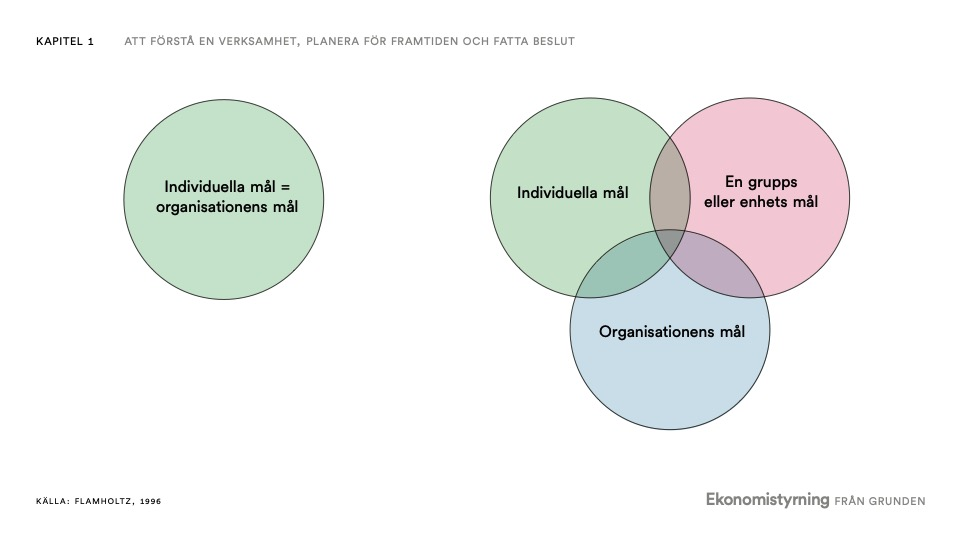 KAPITEL 1 ATT FÖRSTÅ EN VERKSAMHET, PLANERA FÖR FRAMTIDEN OCH FATTA BESLUT
Individuella mål =
organisationens mål
Individuella mål
En grupps
eller enhets mål
Organisationens mål
KÄLLA: FLAMHOLTZ, 1996
Ekonomistyrning FRÅN GRUNDEN